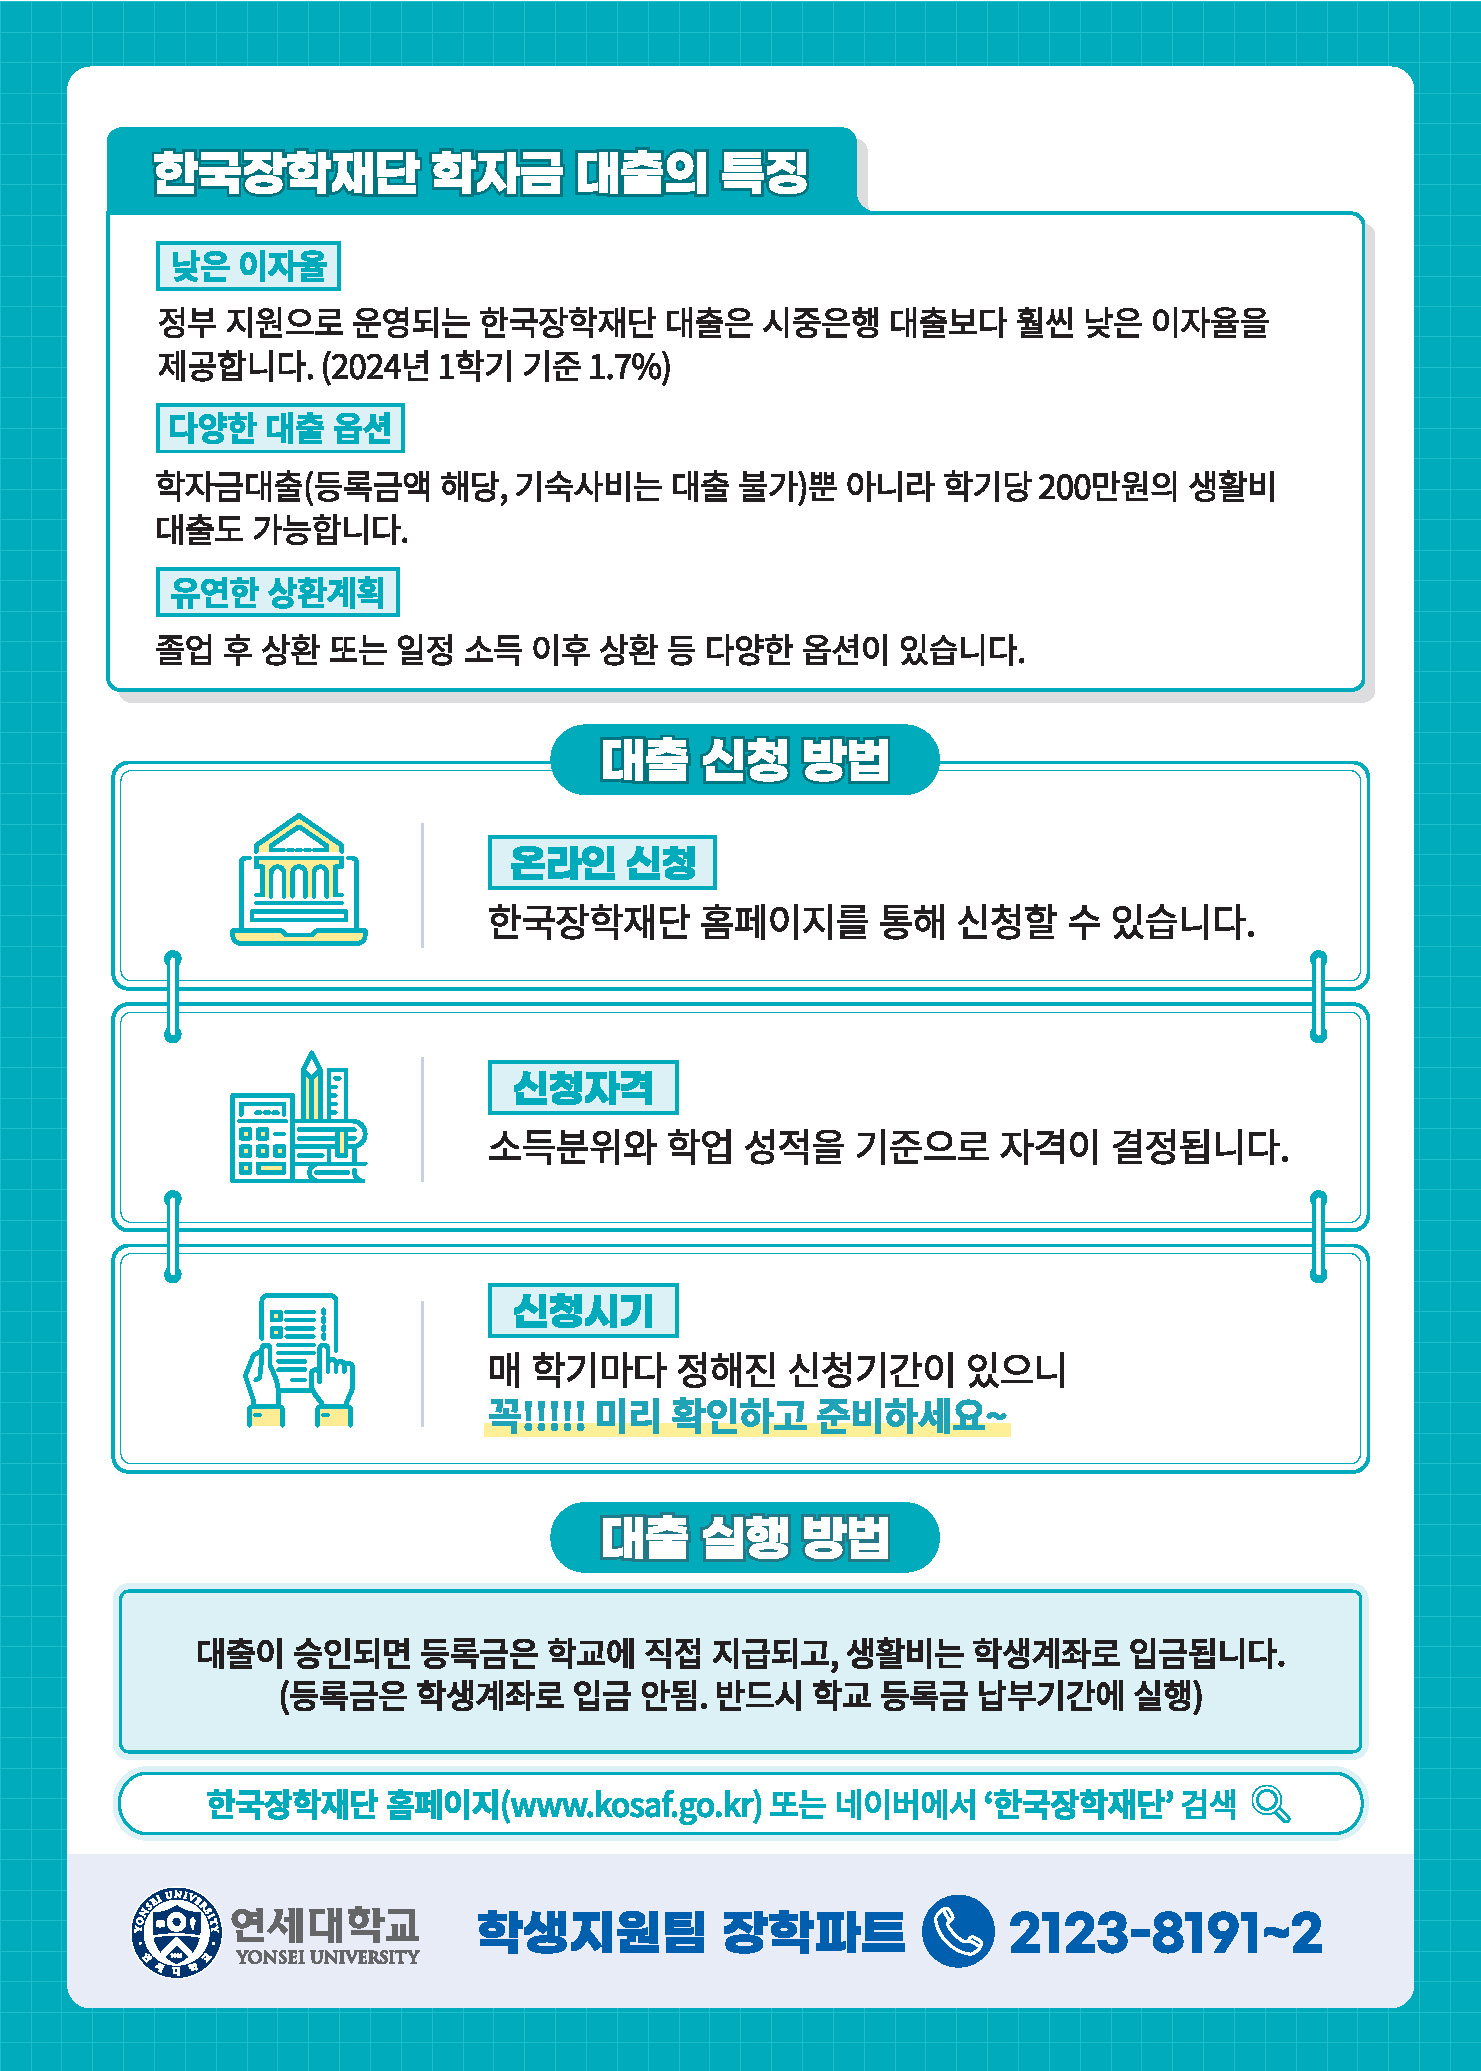 한국장학재단 학자금 대출의 특징
낮은 이자율
정부 지원으로 운영되는 한국장학재단 대출은 시중은행 대출보다 훨씬 낮은 이자율을
제공합니다. (2024년 1학기 기준 1.7%)
다양한 대출 옵션
학자금대출(등록금액 해당, 기숙사비는 대출 불가)뿐 아니라 학기당 200만원의 생활비
대출도 가능합니다.
유연한 상환계획
졸업 후 상환 또는 일정 소득 이후 상환 등 다양한 옵션이 있습니다.
대출 신청 방법
온라인 신청
한국장학재단 홈페이지를 통해 신청할 수 있습니다.
신청자격
소득분위와 학업 성적을 기준으로 자격이 결정됩니다.
신청시기
매 학기마다 정해진 신청기간이 있으니
꼭!!!!! 미리 확인하고 준비하세요~
대출 실행 방법
대출이 승인되면 등록금은 학교에 직접 지급되고, 생활비는 학생계좌로 입금됩니다.
(등록금은 학생계좌로 입금 안됨. 반드시 학교 등록금 납부기간에 실행)
한국장학재단 홈페이지(www.kosaf.go.kr) 또는 네이버에서 ‘한국장학재단’ 검색
YONSEI UNIVERSITY
연세대학교
YONSEI UNIVERSITY
학생지원팀 장학파트 2123-8191~2